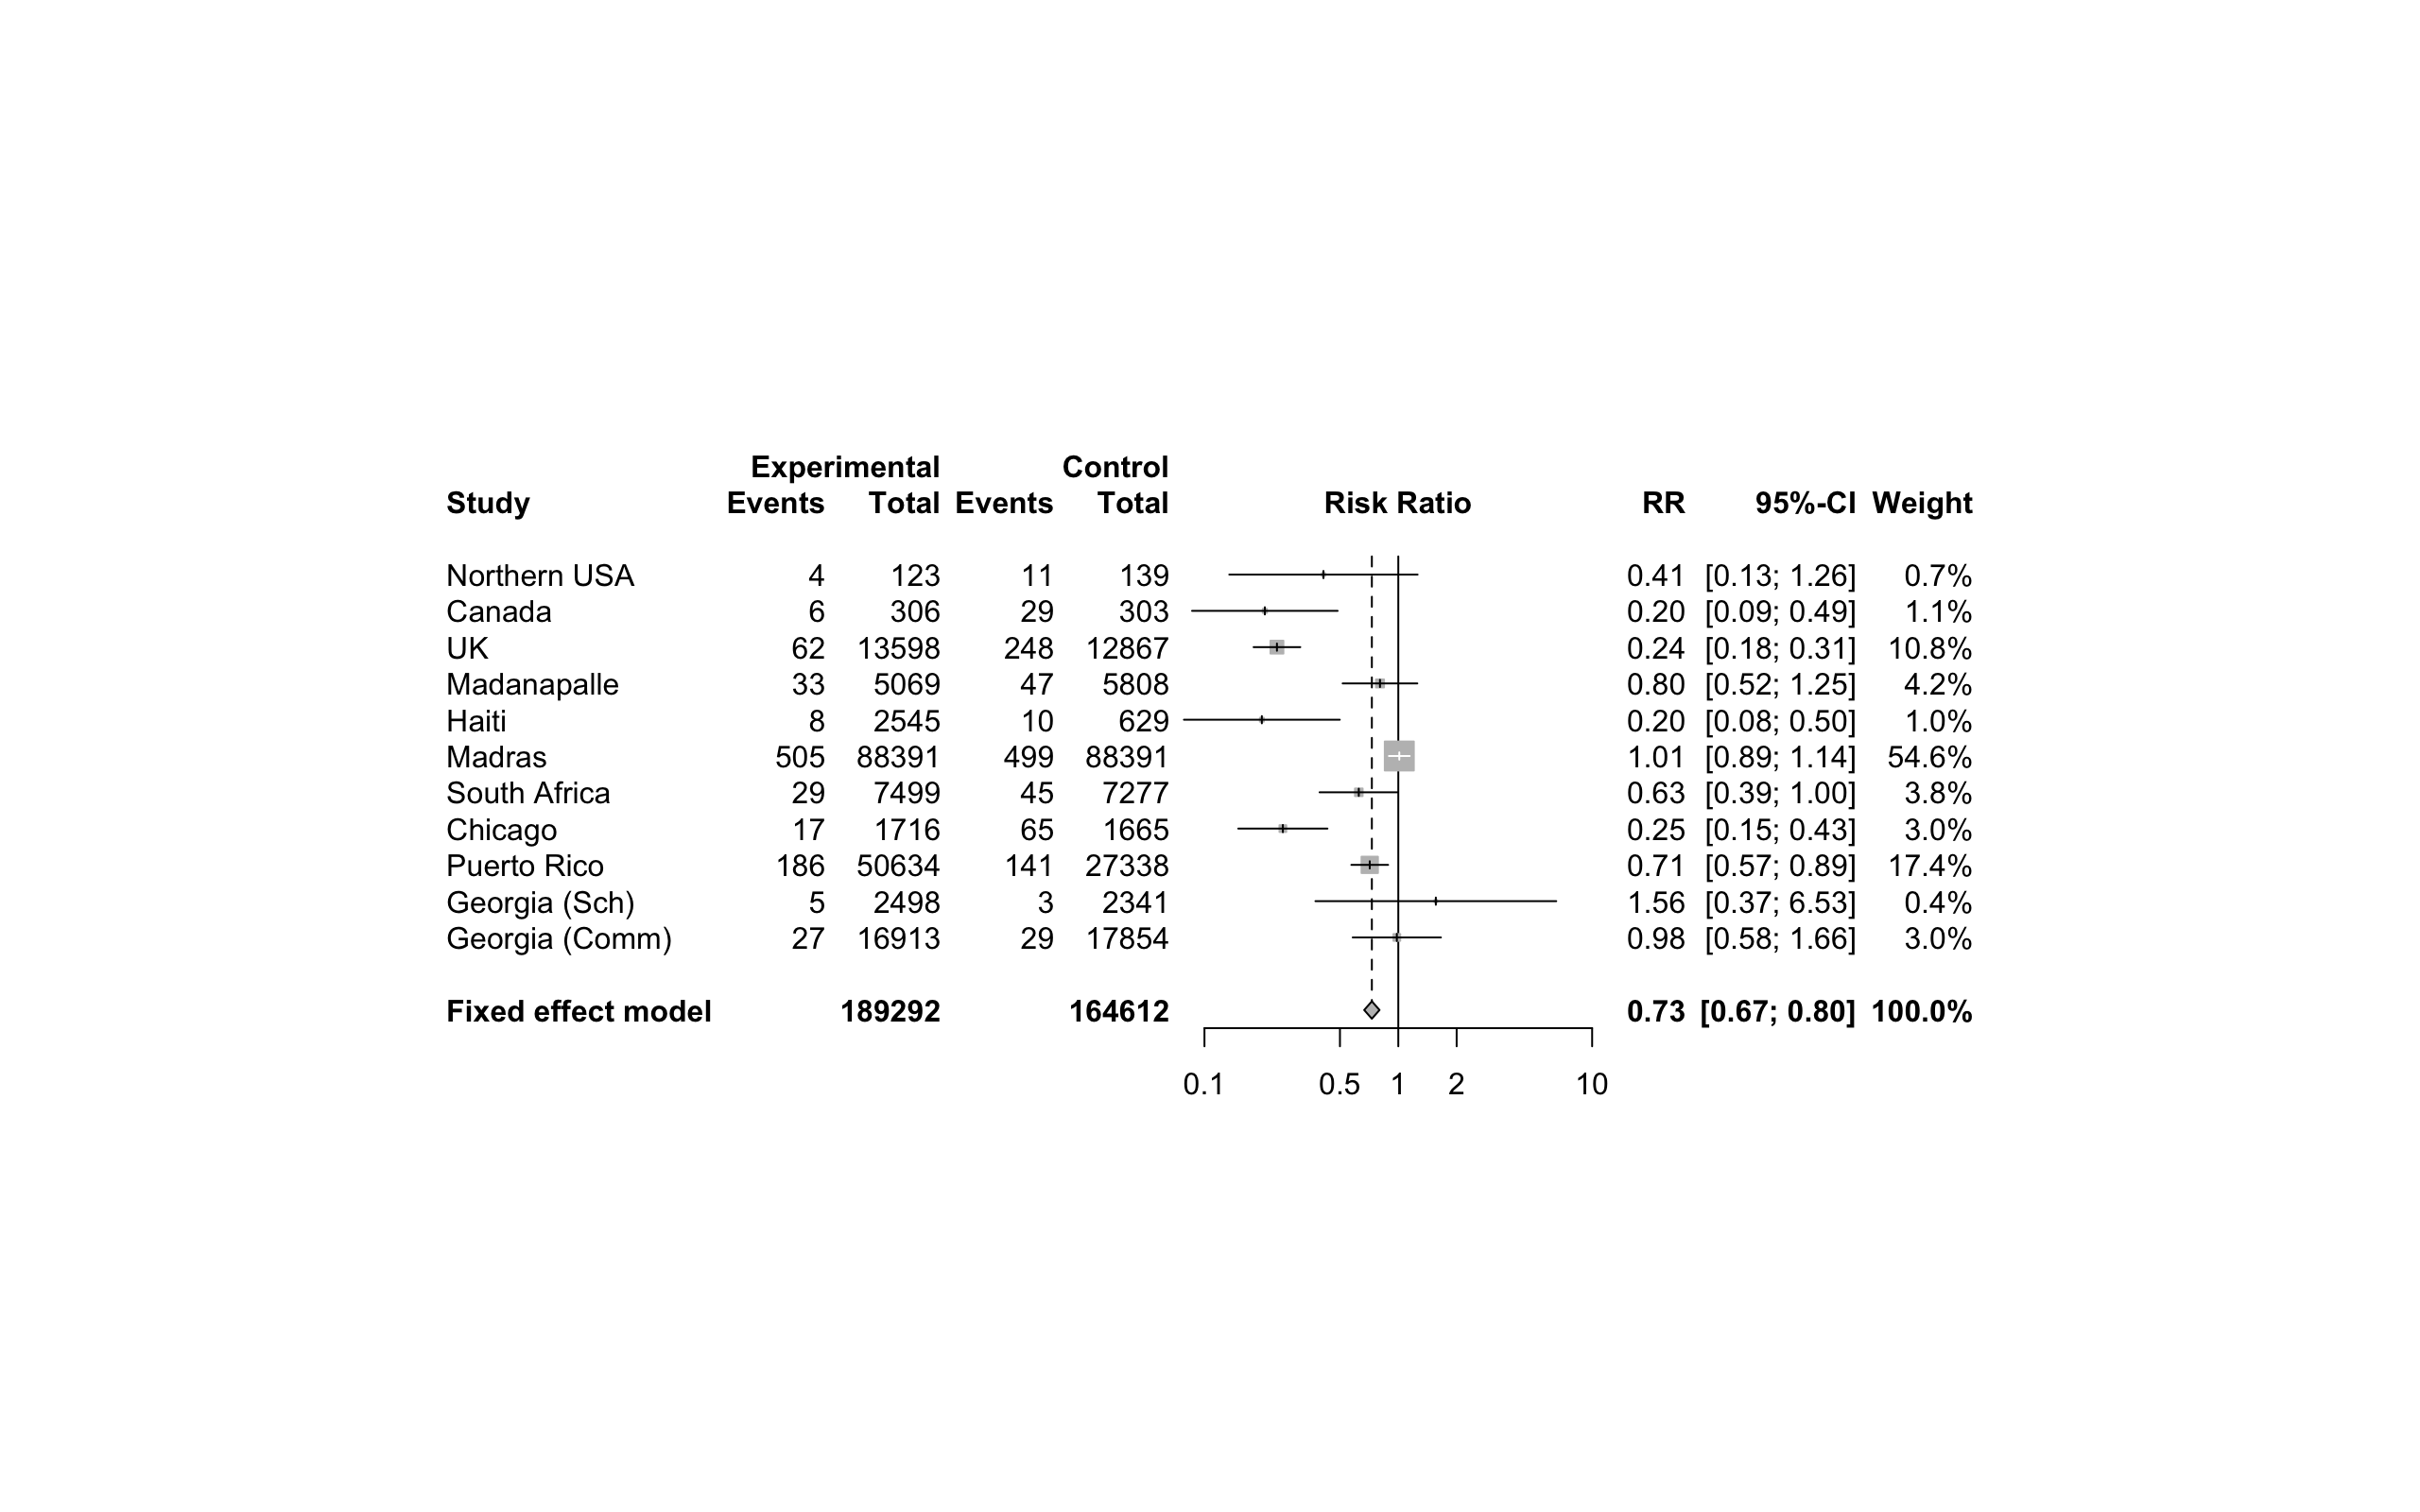 Experimental Control
Study Events Total Events Total Risk Ratio RR 95%-CI Weight
Northern USA 4 123 11 139 0.41 [0.13; 1.26] 0.7%
Canada 6 306 29 303 0.20 [0.09; 0.49] 1.1%
UK 62 13598 248 12867 0.24 [0.18; 0.31] 10.8%
Madanapalle 33 5069 47 5808 0.80 [0.52; 1.25] 4.2%
Haiti 8 2545 10 629 0.20 [0.08; 0.50] 1.0%
Madras 505 88391 499 88391 1.01 [0.89; 1.14] 54.6%
South Africa 29 7499 45 7277 0.63 [0.39; 1.00] 3.8%
Chicago 17 1716 65 1665 0.25 [0.15; 0.43] 3.0%
Puerto Rico 186 50634 141 27338 0.71 [0.57; 0.89] 17.4%
Georgia (Sch) 5 2498 3 2341 1.56 [0.37; 6.53] 0.4%
Georgia (Comm) 27 16913 29 17854 0.98 [0.58; 1.66] 3.0%
Fixed effect model 189292 164612 0.73 [0.67; 0.80] 100.0%
0.1 0.5 1 2 10